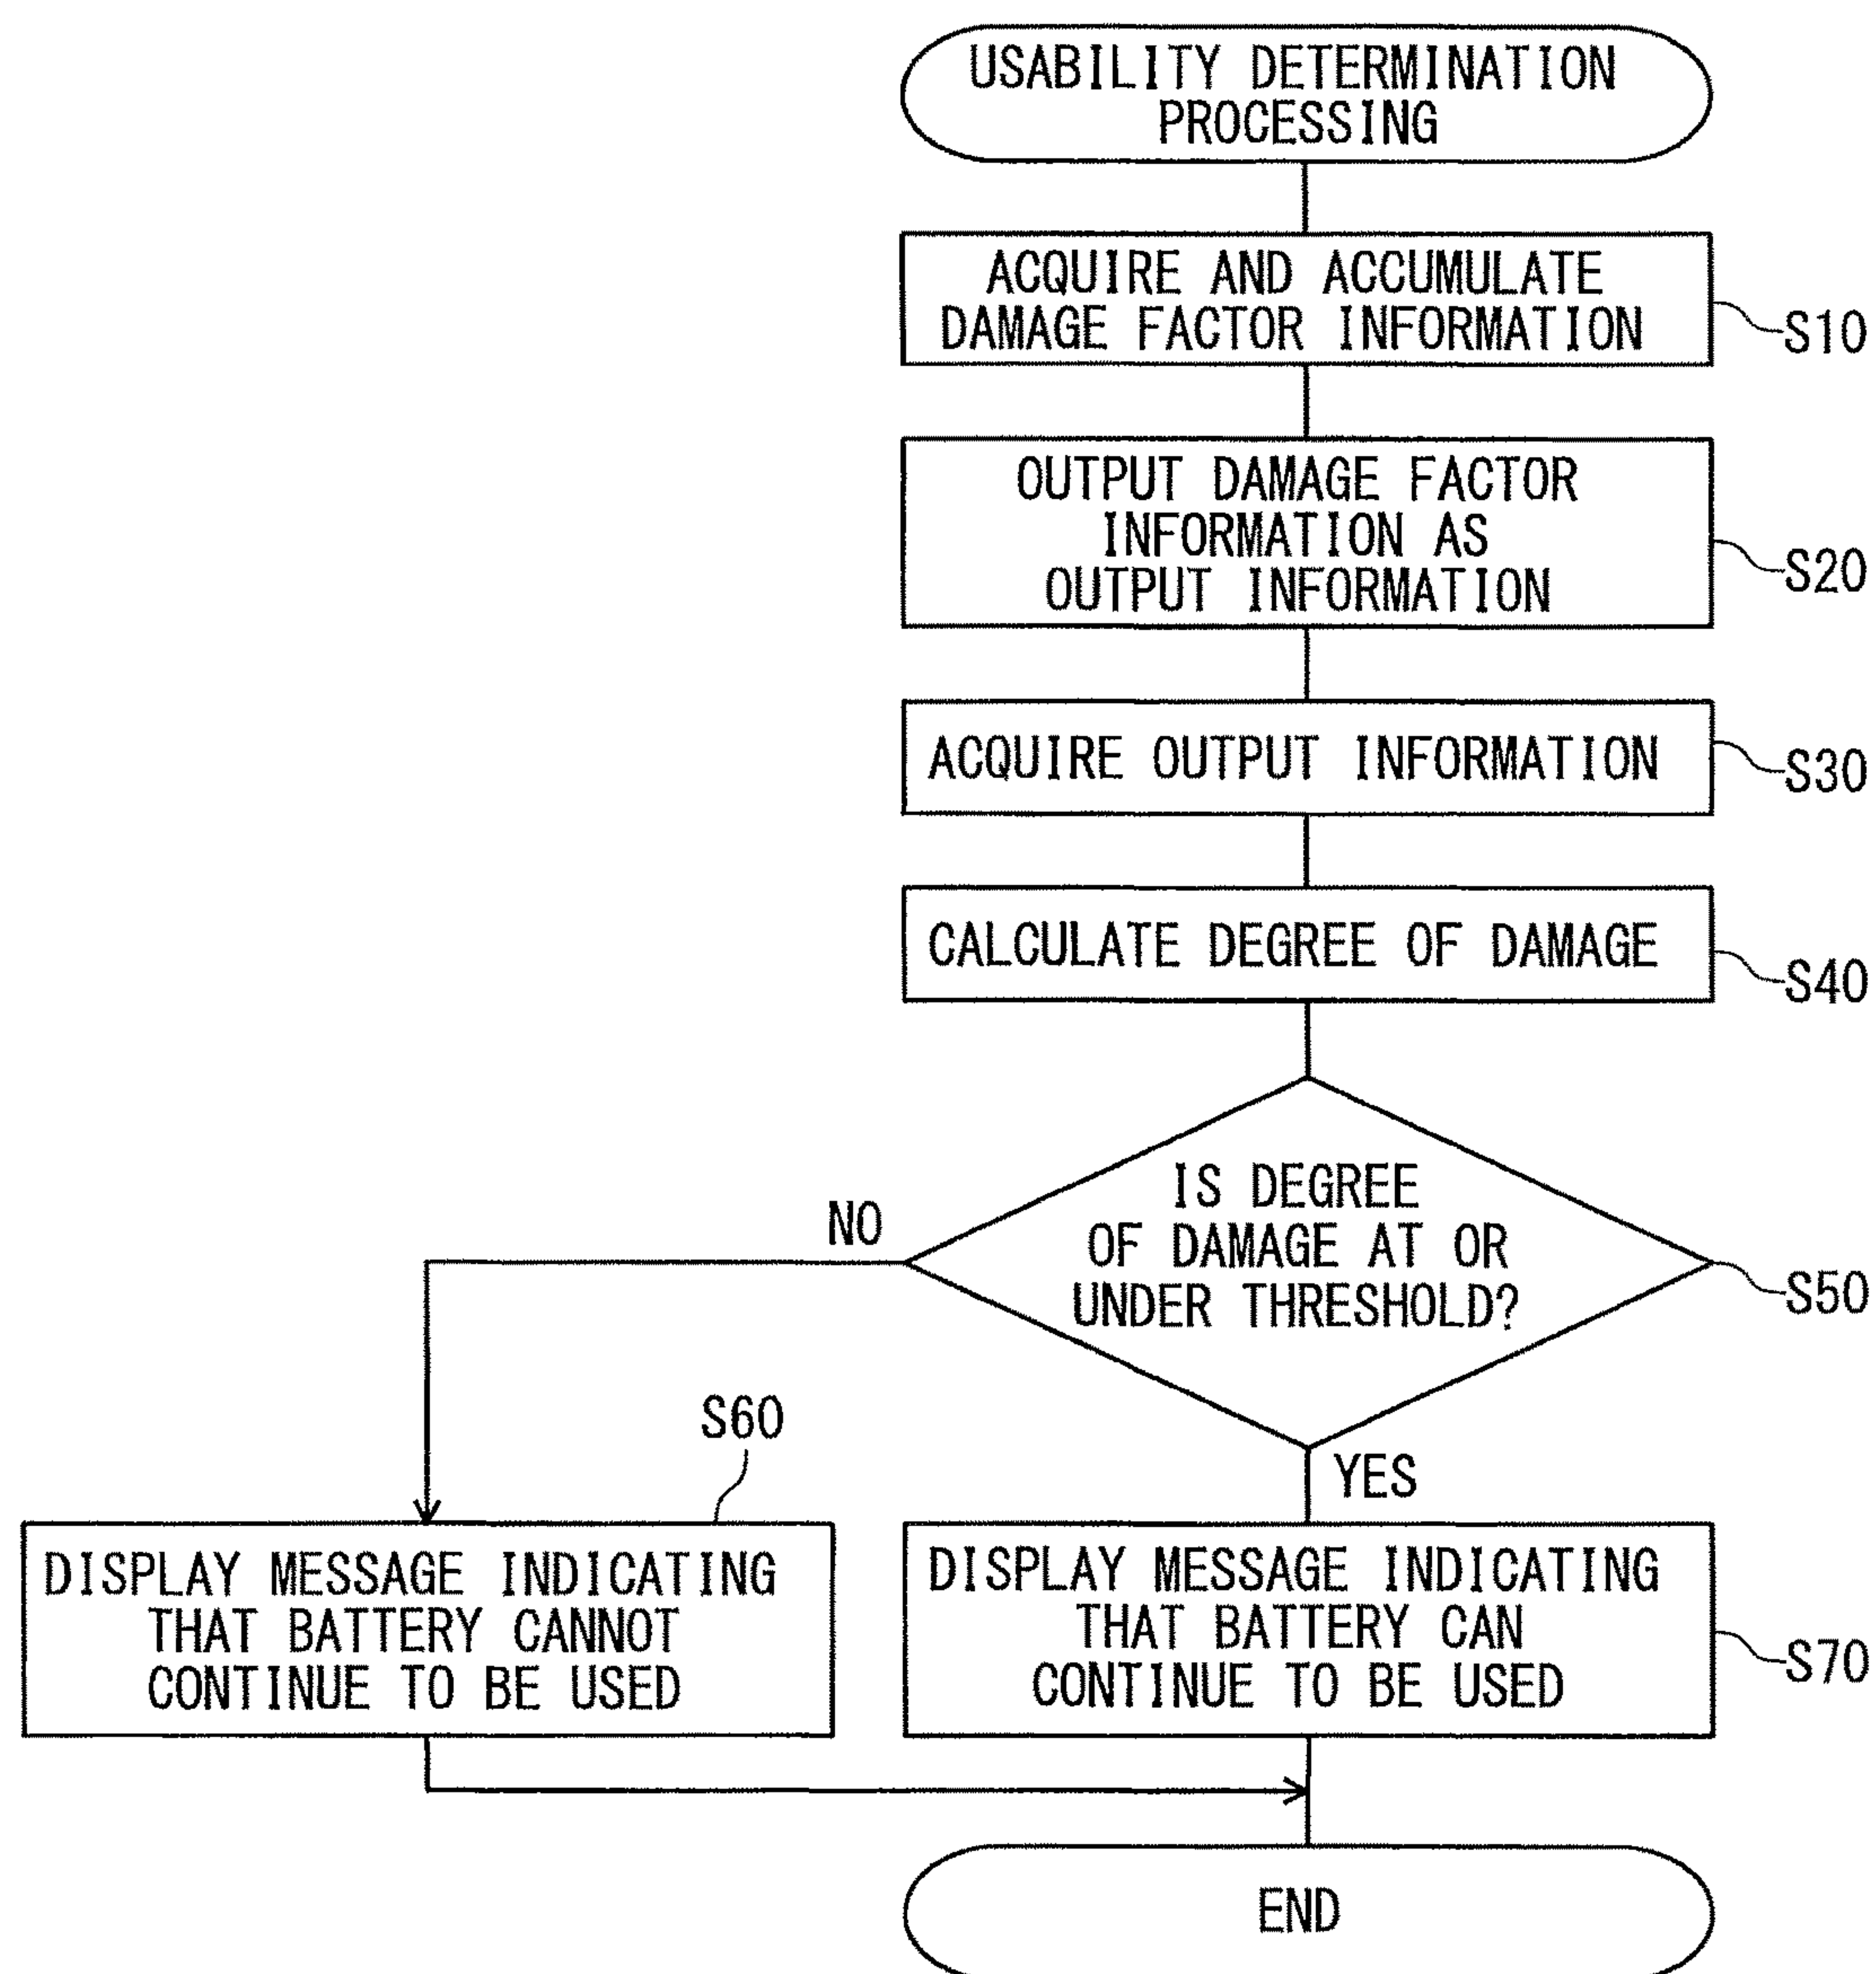 USABILITY DETERMINATION
PROCESSING
ACQUIRE AND ACCUMULATE
DAMAGE FACTOR INFORMATION
S10
OUTPUT DAMAGE FACTOR
INFORMATION AS
OUTPUT INFORMATION
S20
ACQUIRE OUTPUT INFORMATION
S30
CALCULATE DEGREE OF DAMAGE
S40
IS DEGREE
OF DAMAGE AT OR
UNDER THRESHOLD?
S50
NO
YES
S60
DISPLAY MESSAGE INDICATING
THAT BATTERY CANNOT
CONTINUE TO BE USED
DISPLAY MESSAGE INDICATING
THAT BATTERY CAN
CONTINUE TO BE USED
S70
END